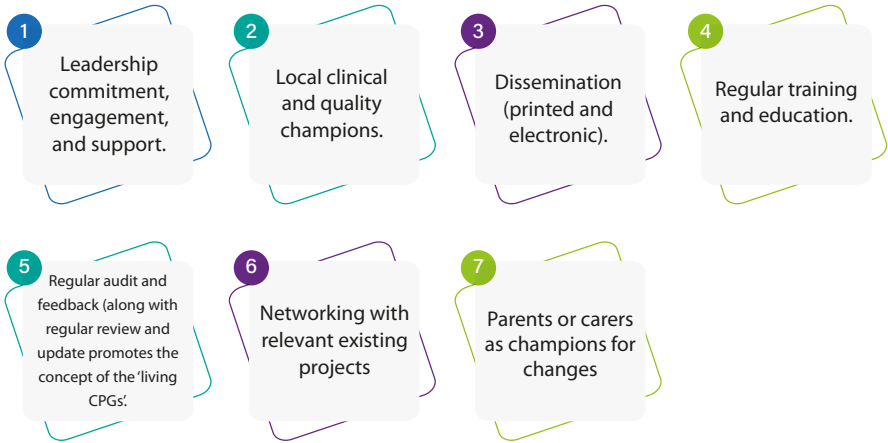 1
Leadership
commitment,
engagement,
and support.
2
Local clinical
and quality
champions.
3
Dissemination
(printed and
electronic).
4
Regular training
and education.
5
Regular audit and
feedback (along with
regular review and
update promotes the
concept of the ‘living
CPGs’.
6
Networking with
relevant existing
projects
7
Parents or carers
as champions for
changes